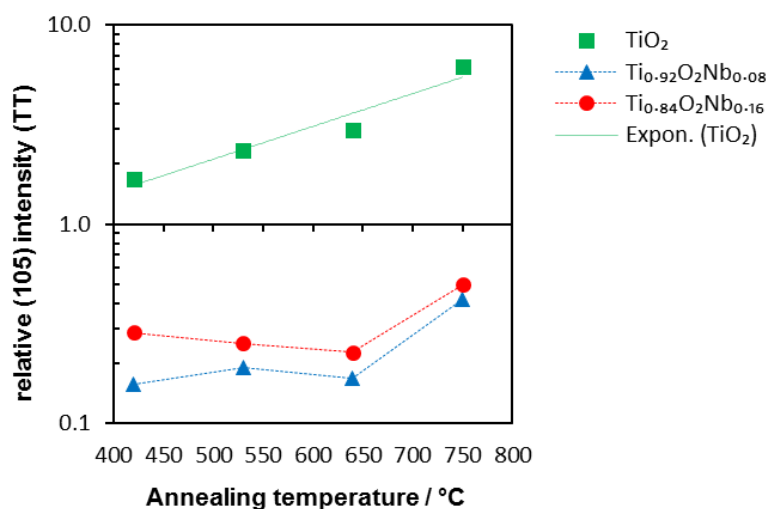 10.0
1.0
0.1
relative (105) intensity (TT)
400 450 500 550 600 650 700 750 800
Annealing temperature / °C
TiO₂
Ti₀.₉₂O₂Nb₀.₀₈
Ti₀.₈₄O₂Nb₀.₁₆
Expon. (TiO₂)